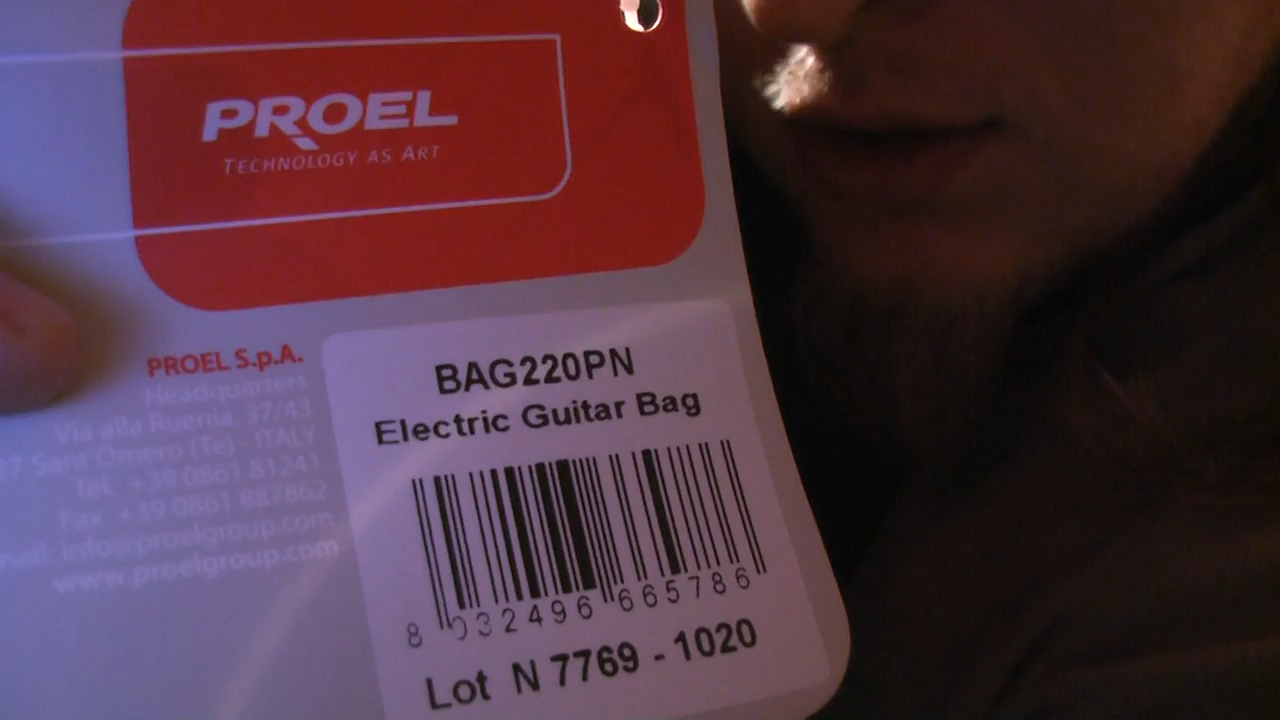 PROEL
TECHNOLOGY AS ART
PROEL S.p.A.
Headquarters
Via alla Ruenia, 37/43
27 Sant'Omero (Te) - ITALY
Tel. +39 0861 81241
Fax +39 0861 887862
info@proelgroup.com
www.proelgroup.com
BAG220PN
Electric Guitar Bag
8 032496 665786
Lot N 7769 - 1020